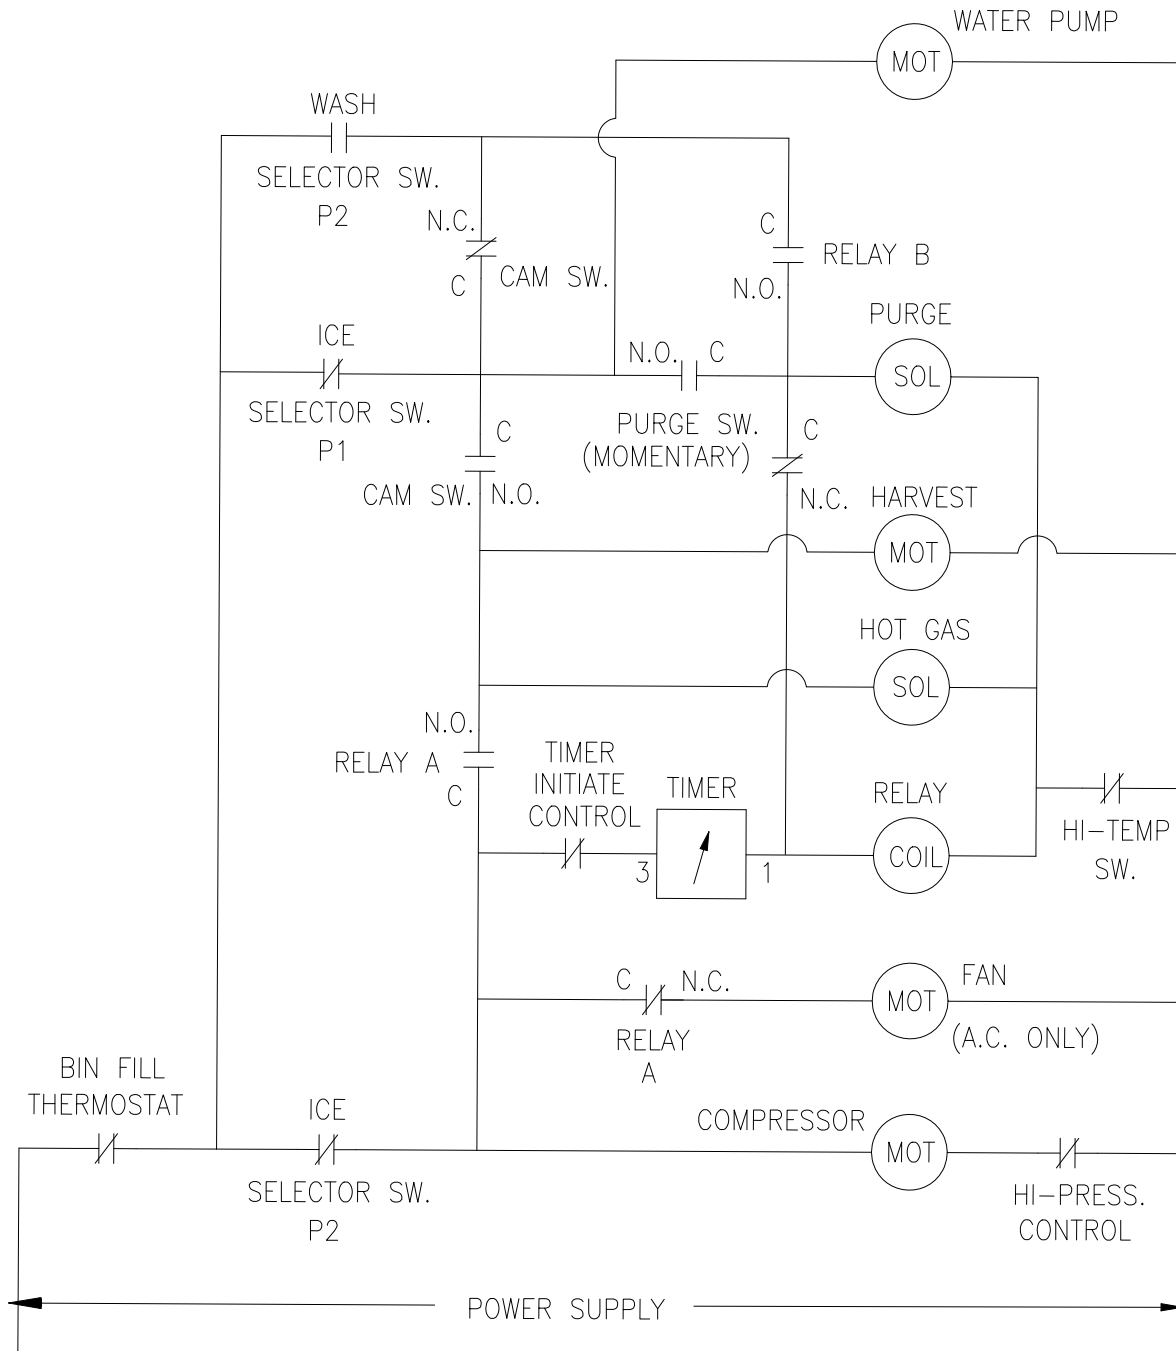 WATER PUMP
MOT
WASH
SELECTOR SW.
P2
N.C.
C
CAM SW.
C
RELAY B
N.O.
PURGE
ICE
N.O. C
SOL
SELECTOR SW.
P1
PURGE SW.
(MOMENTARY)
C
C
CAM SW. N.O.
N.C.
HARVEST
MOT
HOT GAS
SOL
N.O.
RELAY A
C
TIMER
INITIATE
CONTROL
TIMER
3
1
RELAY
COIL
HI-TEMP
SW.
C N.C.
RELAY
A
MOT
FAN
(A.C. ONLY)
BIN FILL
THERMOSTAT
ICE
SELECTOR SW.
P2
COMPRESSOR
MOT
HI-PRESS.
CONTROL
POWER SUPPLY